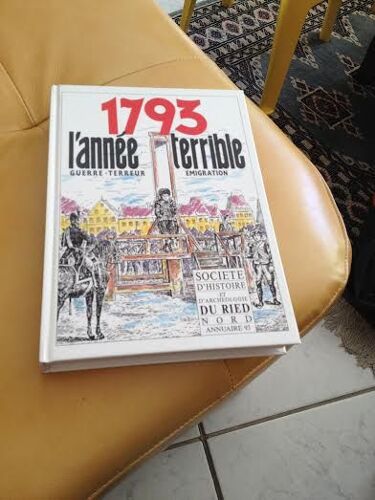 1793
l'année terrible
GUERRE - TERREUR EMIGRATION
SOCIETE
D'HISTOIRE
ET
D'ARCHEOLOGIE
DU RIED
NORD
ANNUAIRE 93